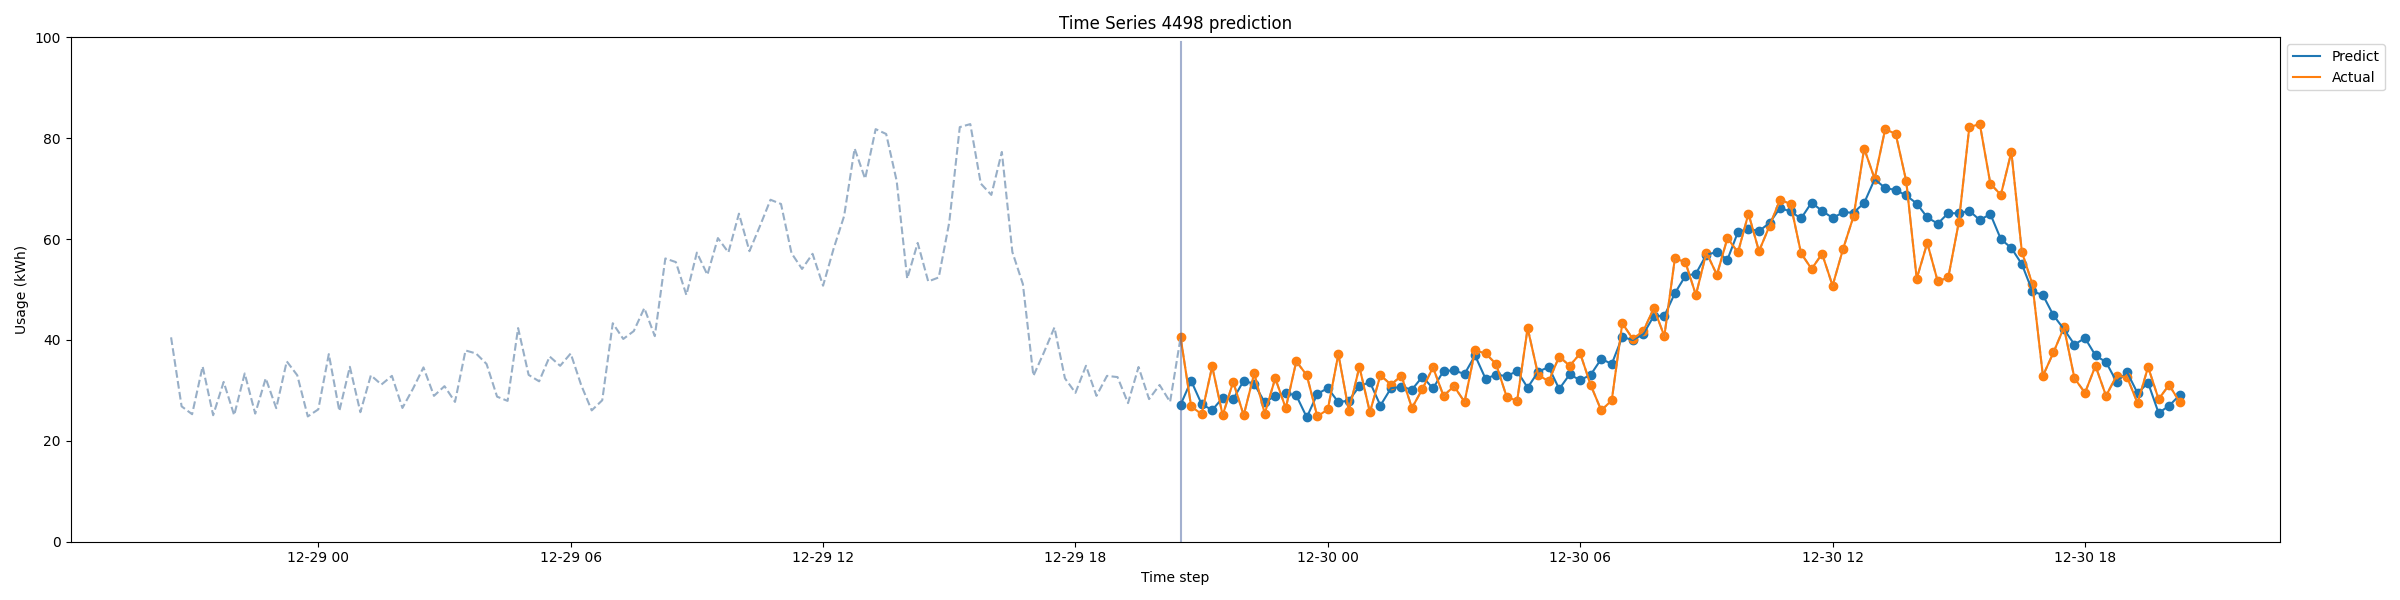 Time Series 4498 prediction
100
80
60
40
20
0
Usage (kWh)
12-29 00
12-29 06
12-29 12
12-29 18
12-30 00
12-30 06
12-30 12
12-30 18
Time step
Predict
Actual